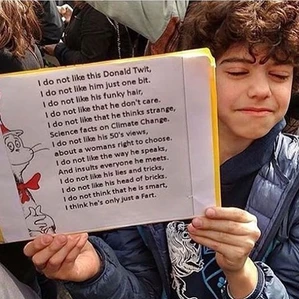 I do not like this Donald Twit,
I do not like him just one bit.
I do not like his funky hair,
I do not like that he don't care.
I do not like that he thinks strange,
Science facts on Climate Change.
I do not like his 50's views,
about a womans right to choose.
I do not like the way he speaks,
And insults everyone he meets.
I do not like his lies and tricks,
I do not like his head of bricks.
I do not think that he is smart,
I think he's only just a Fart.